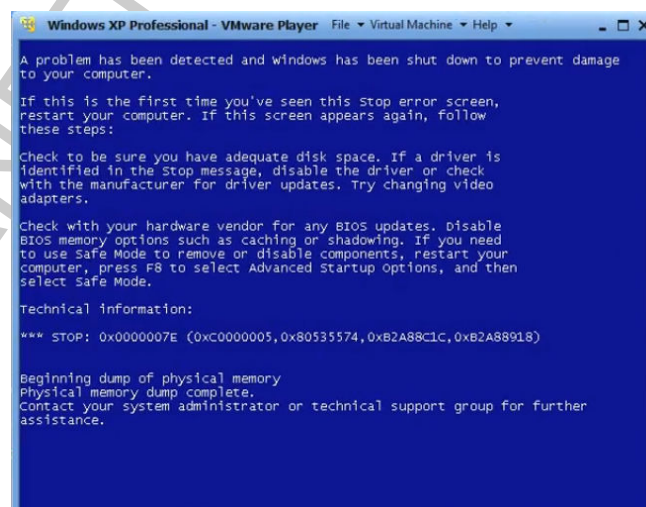 Windows XP Professional - VMware Player File Virtual Machine Help
A problem has been detected and Windows has been shut down to prevent damage
to your computer.
If this is the first time you've seen this Stop error screen,
restart your computer. If this screen appears again, follow
these steps:
Check to be sure you have adequate disk space. If a driver is
identified in the Stop message, disable the driver or check
with the manufacturer for driver updates. Try changing video
adapters.
Check with your hardware vendor for any BIOS updates. Disable
BIOS memory options such as caching or shadowing. If you need
to use Safe Mode to remove or disable components, restart your
computer, press F8 to select Advanced Startup Options, and then
select Safe Mode.
Technical information:
*** STOP: 0x0000007E (0xC0000005,0x80535574,0xB2A88C1C,0xB2A88918)
Beginning dump of physical memory
Physical memory dump complete.
Contact your system administrator or technical support group for further
assistance.